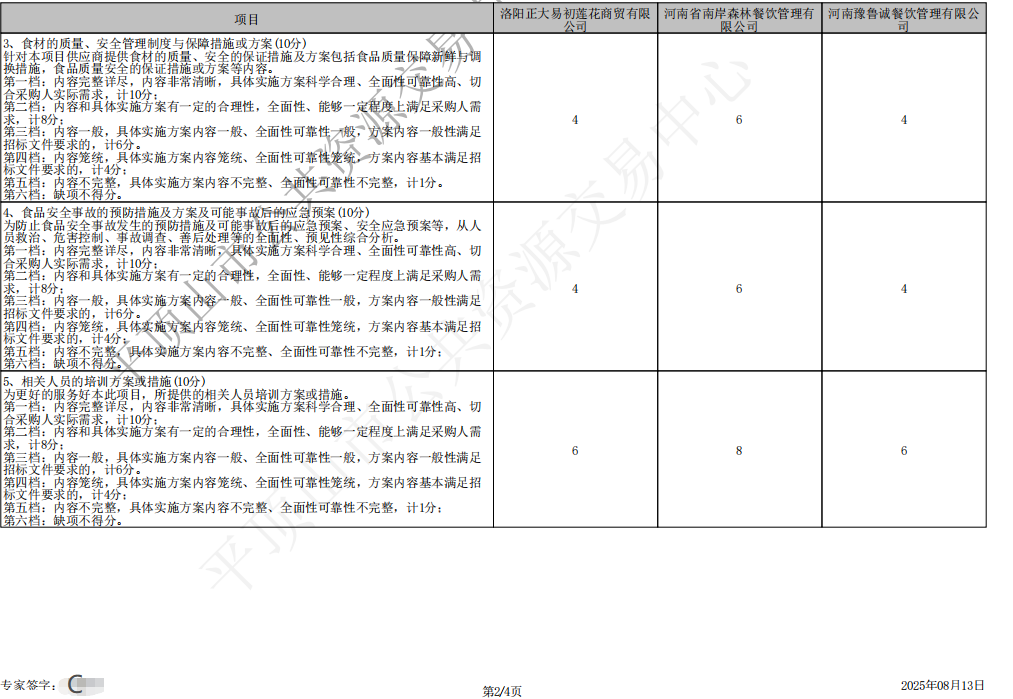 项目
洛阳正大易初莲花商贸有限公司
河南省南岸森林餐饮管理有限公司
河南豫鲁诚餐饮管理有限公司
3、食材的质量、安全管理制度与保障措施或方案(10分)
针对本项目供应商提供食材的质量、安全的保证措施及方案包括食品质量保障新鲜与调
换措施，食品质量安全的保证措施或方案等内容。
第一档：内容完整详尽，内容非常清晰，具体实施方案科学合理、全面性可靠性高、切
合采购人实际需求，计10分；
第二档：内容和具体实施方案有一定的合理性，全面性、能够一定程度上满足采购人需
求，计8分；
第三档：内容一般，具体实施方案内容一般、全面性可靠性一般，方案内容一般性满足
招标文件要求的，计6分。
第四档：内容笼统，具体实施方案内容笼统、全面性可靠性笼统，方案内容基本满足招
标文件要求的，计4分；
第五档：内容不完整，具体实施方案内容不完整、全面性可靠性不完整，计1分。
第六档：缺项不得分。
4
6
4
4、食品安全事故的预防措施及方案及可能事故后的应急预案(10分)
为防止食品安全事故发生的预防措施及可能事故后的应急预案、安全应急预案等，从人
员救治、危害控制、事故调查、善后处理等的全面性、预见性综合分析。
第一档：内容完整详尽，内容非常清晰，具体实施方案科学合理、全面性可靠性高、切
合采购人实际需求，计10分；
第二档：内容和具体实施方案有一定的合理性，全面性、能够一定程度上满足采购人需
求，计8分；
第三档：内容一般，具体实施方案内容一般、全面性可靠性一般，方案内容一般性满足
招标文件要求的，计6分。
第四档：内容笼统，具体实施方案内容笼统、全面性可靠性笼统，方案内容基本满足招
标文件要求的，计4分；
第五档：内容不完整，具体实施方案内容不完整、全面性可靠性不完整，计1分；
第六档：缺项不得分。
4
6
4
5、相关人员的培训方案或措施(10分)
为更好的服务好本此项目，所提供的相关人员培训方案或措施。
第一档：内容完整详尽，内容非常清晰，具体实施方案科学合理、全面性可靠性高、切
合采购人实际需求，计10分；
第二档：内容和具体实施方案有一定的合理性，全面性、能够一定程度上满足采购人需
求，计8分；
第三档：内容一般，具体实施方案内容一般、全面性可靠性一般，方案内容一般性满足
招标文件要求的，计6分。
第四档：内容笼统，具体实施方案内容笼统、全面性可靠性笼统，方案内容基本满足招
标文件要求的，计4分；
第五档：内容不完整，具体实施方案内容不完整、全面性可靠性不完整，计1分；
第六档：缺项不得分。
6
8
6
平顶山市公共资源交易
平顶山市公共资源交易中心
专家签字：
第2/4页
2025年08月13日